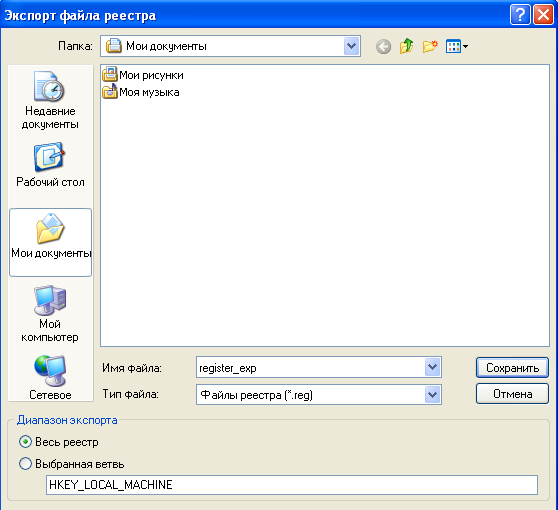 Экспорт файла реестра
Папка:
Мои документы
Недавние
документы
Рабочий стол
Мои документы
Мой
компьютер
Сетевое
Мои рисунки
Моя музыка
Имя файла:
register_exp
Сохранить
Тип файла:
Файлы реестра (*.reg)
Отмена
Диапазон экспорта
Весь реестр
Выбранная ветвь
HKEY_LOCAL_MACHINE